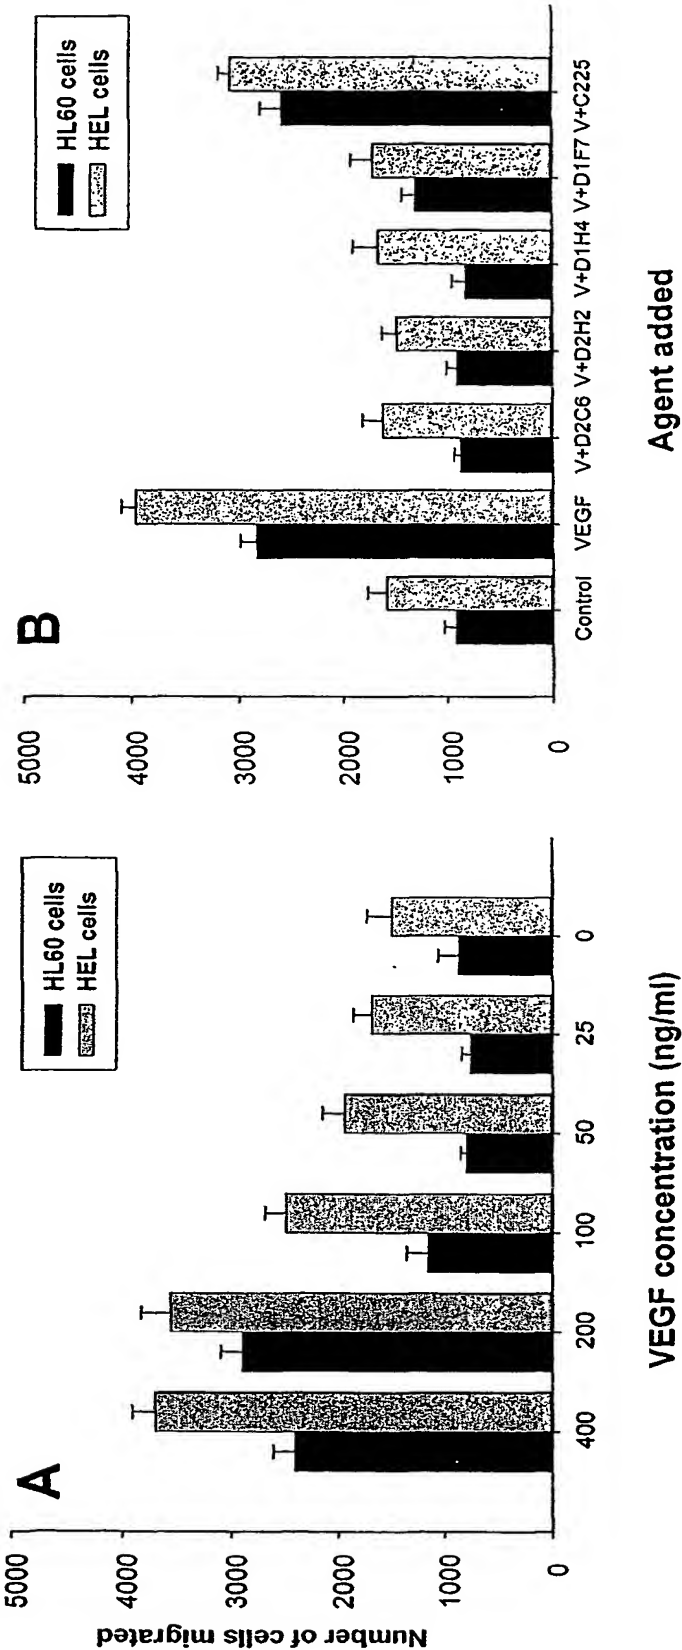 A
HL60 cells
HEL cells
Number of cells migrated
5000
4000
3000
2000
1000
0
400
200
100
50
25
0
VEGF concentration (ng/ml)
B
HL60 cells
HEL cells
5000
4000
3000
2000
1000
0
Control VEGF V+D2C6 V+D2H2 V+D1H4 V+D1F7 V+C225
Agent added